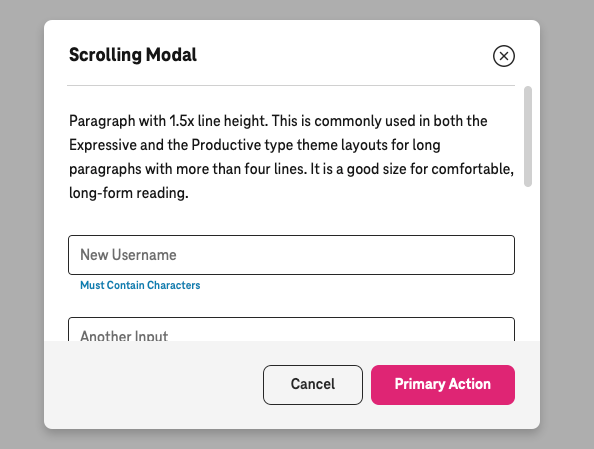 Scrolling Modal
Paragraph with 1.5x line height. This is commonly used in both the
Expressive and the Productive type theme layouts for long
paragraphs with more than four lines. It is a good size for comfortable,
long-form reading.
New Username
Must Contain Characters
Another Input
Cancel
Primary Action